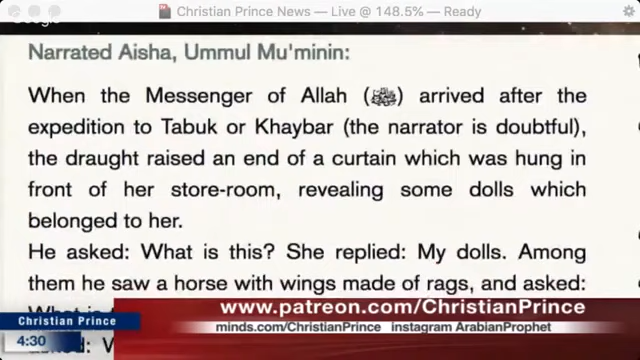 Christian Prince News — Live @ 148.5% — Ready
Narrated Aisha, Ummul Mu'minin:
When the Messenger of Allah (ﷺ) arrived after the
expedition to Tabuk or Khaybar (the narrator is doubtful),
the draught raised an end of a curtain which was hung in
front of her store-room, revealing some dolls which
belonged to her.
He asked: What is this? She replied: My dolls. Among
them he saw a horse with wings made of rags, and asked:
www.patreon.com/ChristianPrince
Christian Prince
minds.com/ChristianPrince instagram ArabianProphet
4:30